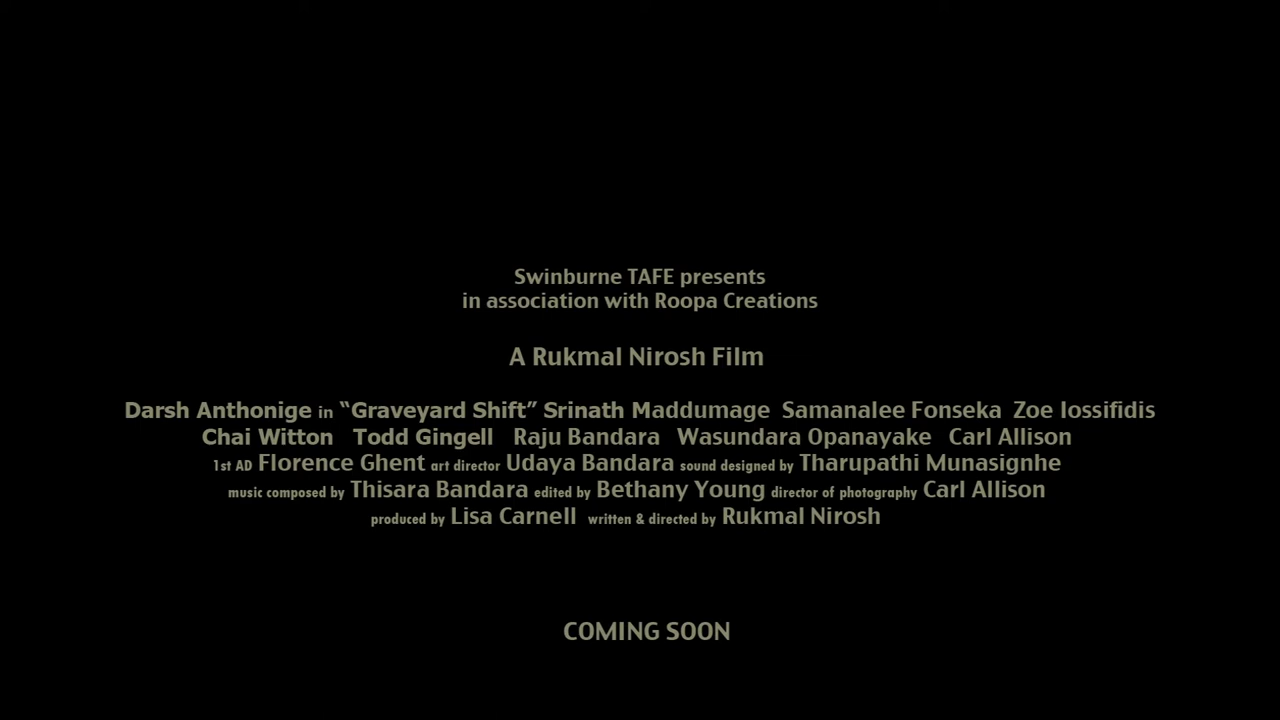 Swinburne TAFE presents
in association with Roopa Creations
A Rukmal Nirosh Film
Darsh Anthonige in “Graveyard Shift” Srinath Maddumage Samanalee Fonseka Zoe Iossifidis
Chai Witton Todd Gingell Raju Bandara Wasundara Opanayake Carl Allison
1st AD Florence Ghent art director Udaya Bandara sound designed by Tharupathi Munasignhe
music composed by Thisara Bandara edited by Bethany Young director of photography Carl Allison
produced by Lisa Carnell written & directed by Rukmal Nirosh
COMING SOON